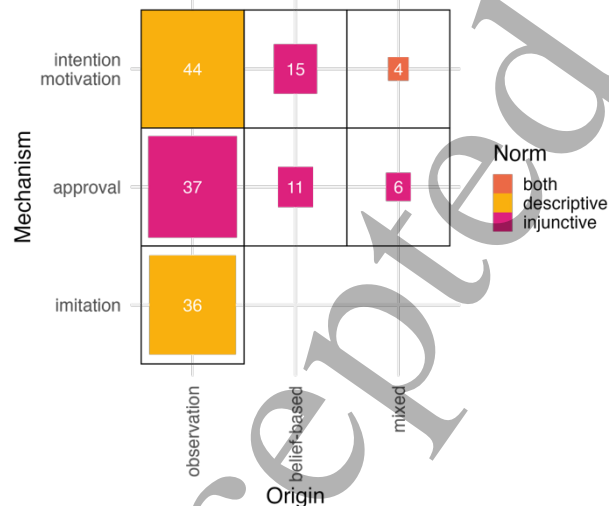 intention
motivation
44
15
4
Mechanism
approval
37
11
6
imitation
36
Norm
both
descriptive
injunctive
observation
belief-based
mixed
Origin
epted